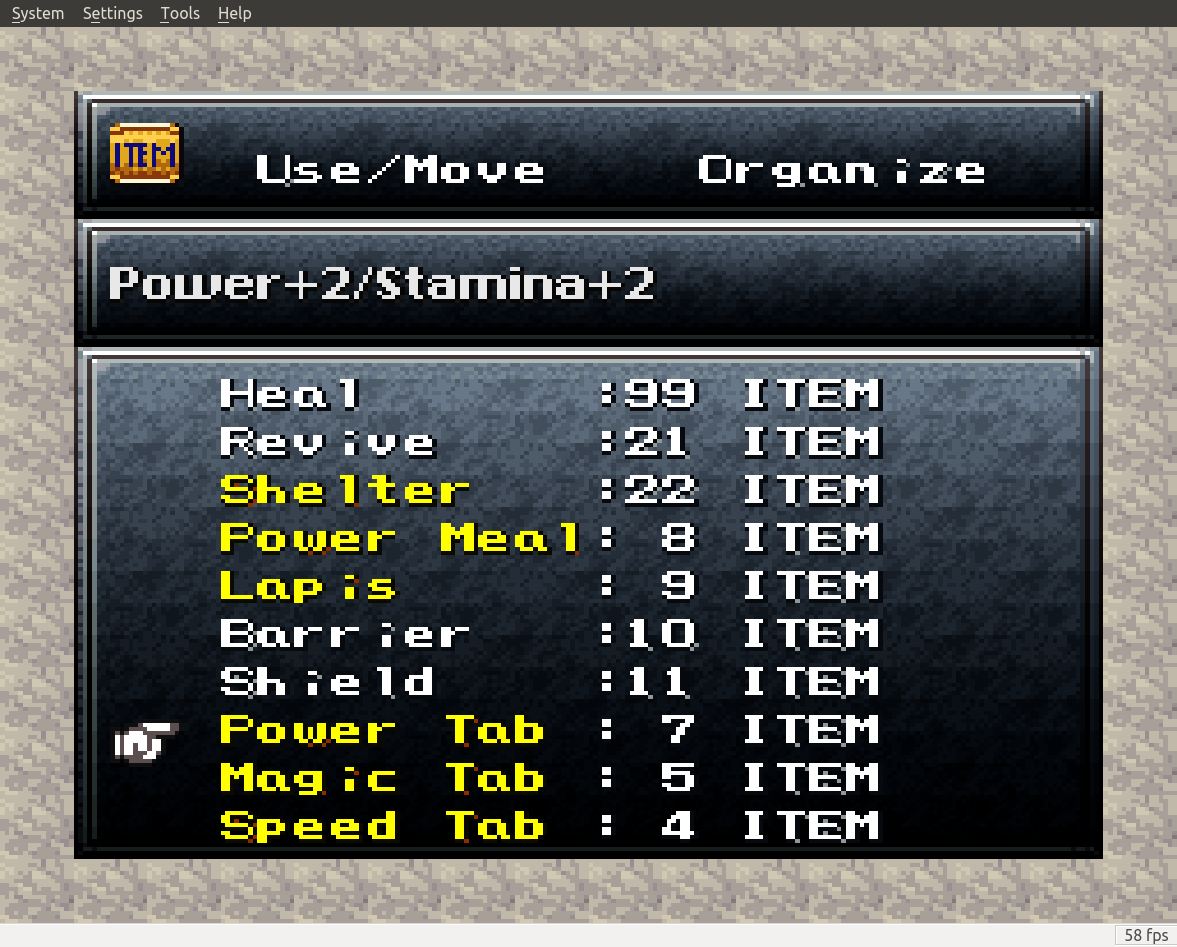 System Settings Tools Help
ITEM Use/Move Organize
Power+2/Stamina+2
Heal :99 ITEM
Revive :21 ITEM
Shelter :22 ITEM
Power Meal : 8 ITEM
Lapis : 9 ITEM
Barrier :10 ITEM
Shield :11 ITEM
Power Tab : 7 ITEM
Magic Tab : 5 ITEM
Speed Tab : 4 ITEM
58 fps